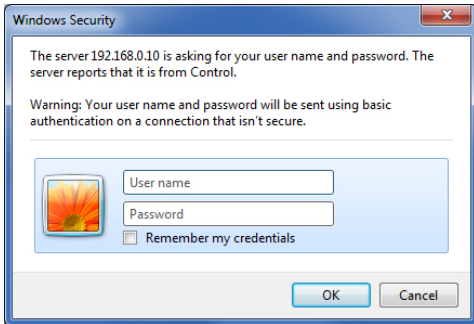 Windows Security
The server 192.168.0.10 is asking for your user name and password. The
server reports that it is from Control.
Warning: Your user name and password will be sent using basic
authentication on a connection that isn't secure.
User name
Password
Remember my credentials
OK Cancel